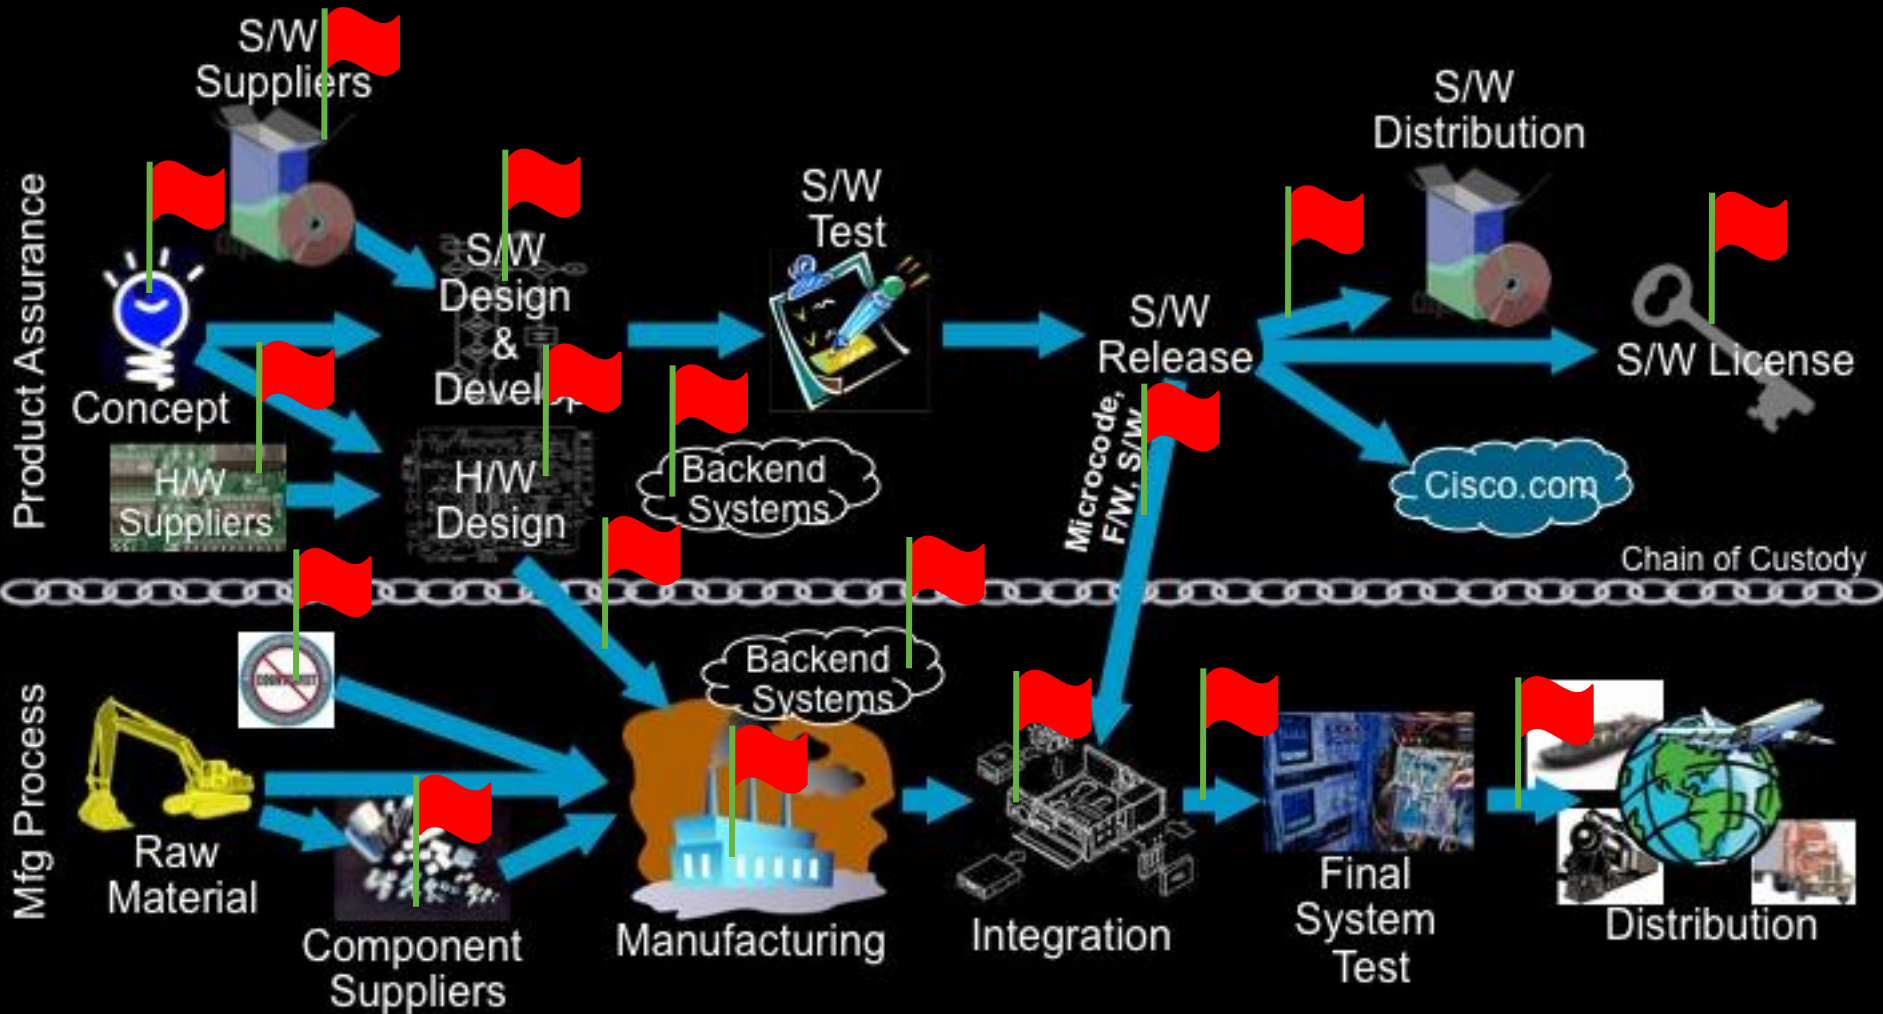 S/W
Suppliers
S/W
Distribution
Product Assurance
S/W
Design
&
Develop
S/W
Test
S/W
Release
S/W License
Concept
H/W
Suppliers
H/W
Design
Backend
Systems
Microcode,
F/W, S/W
Cisco.com
Chain of Custody
Mfg Process
Backend
Systems
Raw
Material
Component
Suppliers
Manufacturing
Integration
Final
System
Test
Distribution